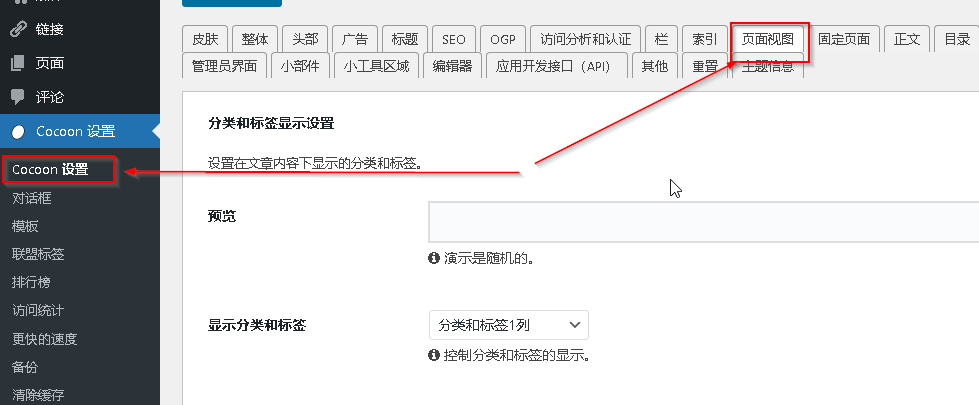 链接
页面
评论
Cocoon 设置
Cocoon 设置
对话框
模板
联盟标签
排行榜
访问统计
更快的速度
备份
清除缓存
皮肤 整体 头部 广告 标题 SEO OGP 访问分析和认证 栏 索引 页面视图 固定页面 正文 目录
管理员界面 小部件 小工具区域 编辑器 应用开发接口（API） 其他 重置 主题信息
分类和标签显示设置
设置在文章内容下显示的分类和标签。
预览
演示是随机的。
显示分类和标签 分类和标签1列
控制分类和标签的显示。